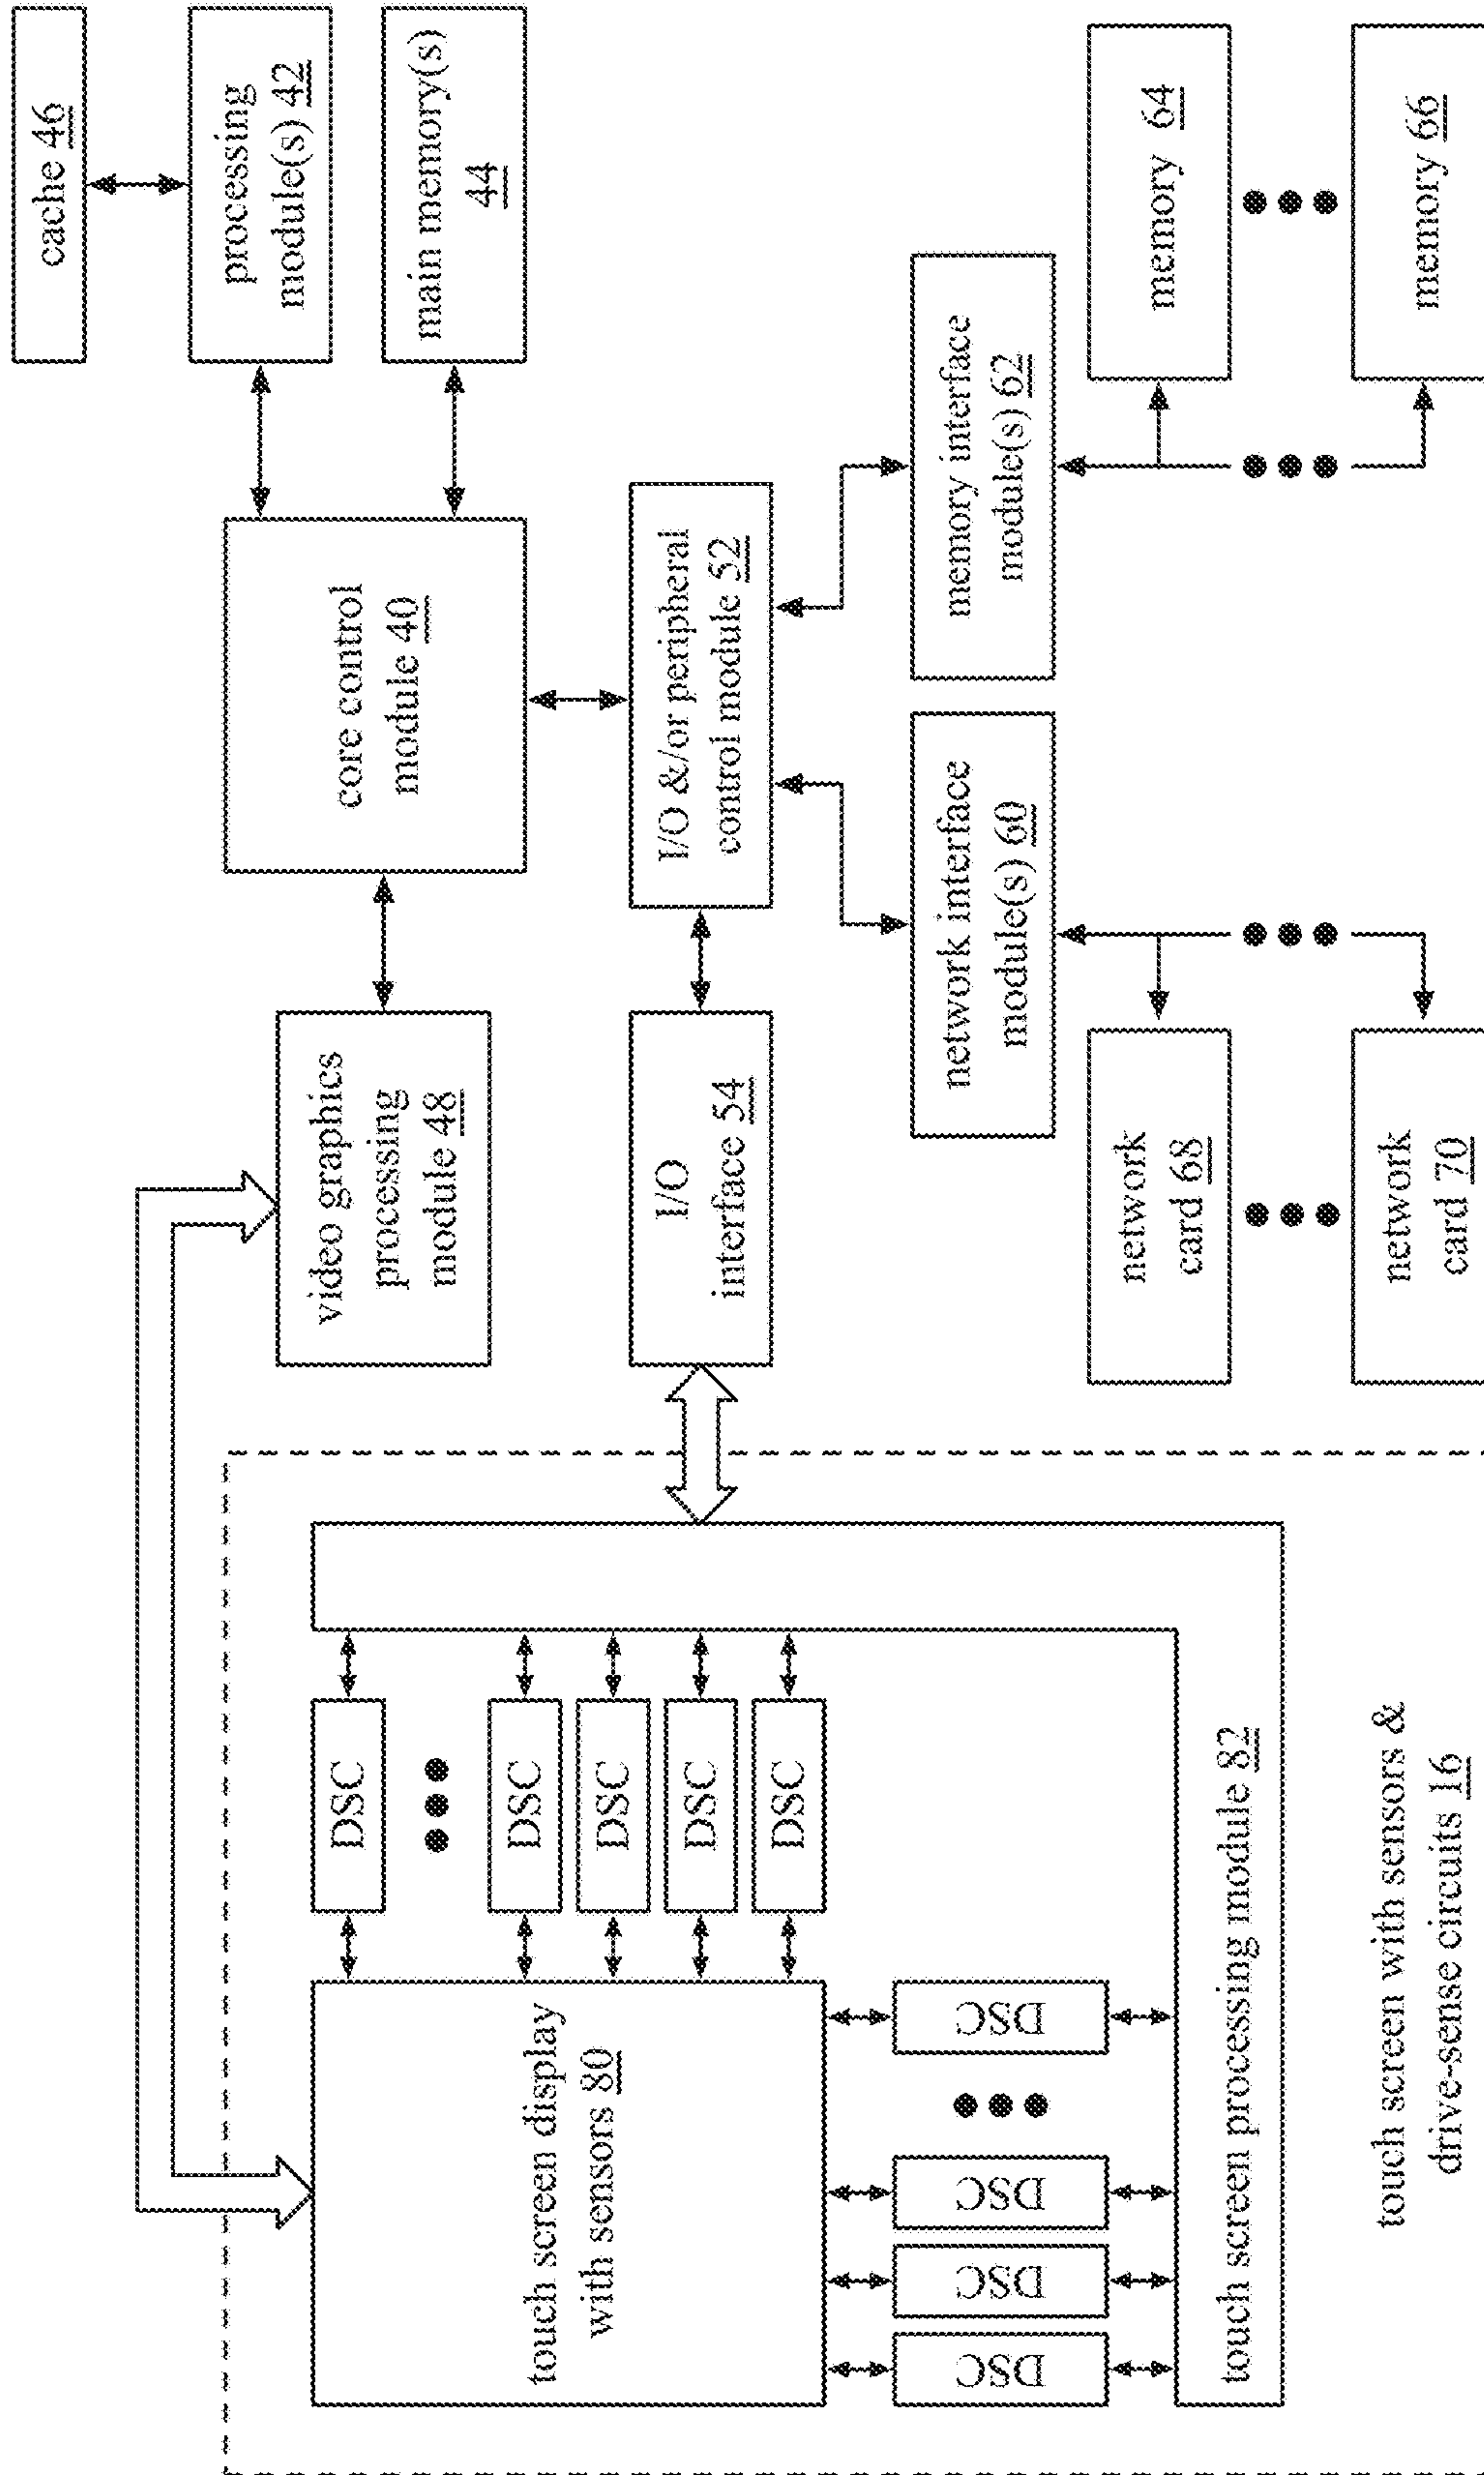 cache 46
processing
module(s) 42
main memory(s)
44
core control
module 40
video graphics
processing
module 48
touch screen display
with sensors 80
DSC
DSC
DSC
DSC
DSC
DSC
DSC
DSC
DSC
touch screen processing module 82
touch screen with sensors &
drive-sense circuits 16
I/O
interface 54
I/O &/or peripheral
control module 52
network interface
module(s) 60
memory interface
module(s) 62
network
card 68
network
card 70
memory 64
memory 66